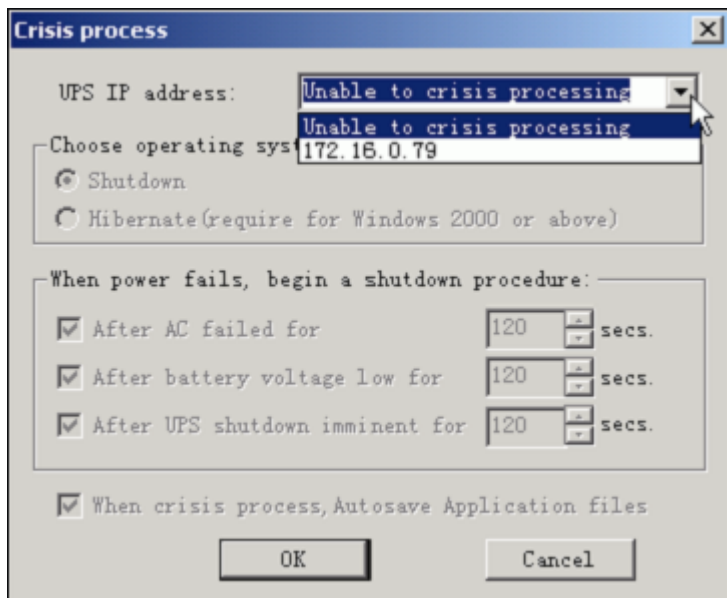 Crisis process
UPS IP address: Unable to crisis processing
Unable to crisis processing
172.16.0.79
Choose operating syst
Shutdown
Hibernate(require for Windows 2000 or above)
When power fails, begin a shutdown procedure:
After AC failed for 120 secs.
After battery voltage low for 120 secs.
After UPS shutdown imminent for 120 secs.
When crisis process,Autosave Application files
OK Cancel